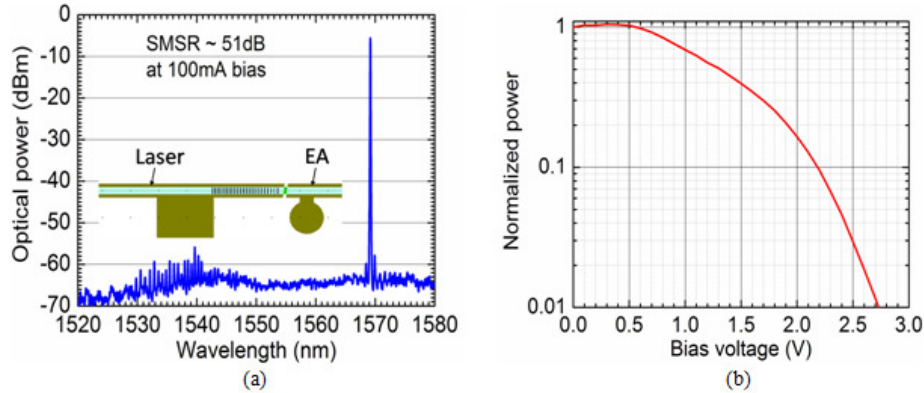 0
-10
-20
-30
-40
-50
-60
-70
Optical power (dBm)
SMSR ~ 51dB
at 100mA bias
Laser
EA
1520 1530 1540 1550 1560 1570 1580
Wavelength (nm)
(a)
1
0.1
0.01
Normalized power
0.0 0.5 1.0 1.5 2.0 2.5 3.0
Bias voltage (V)
(b)